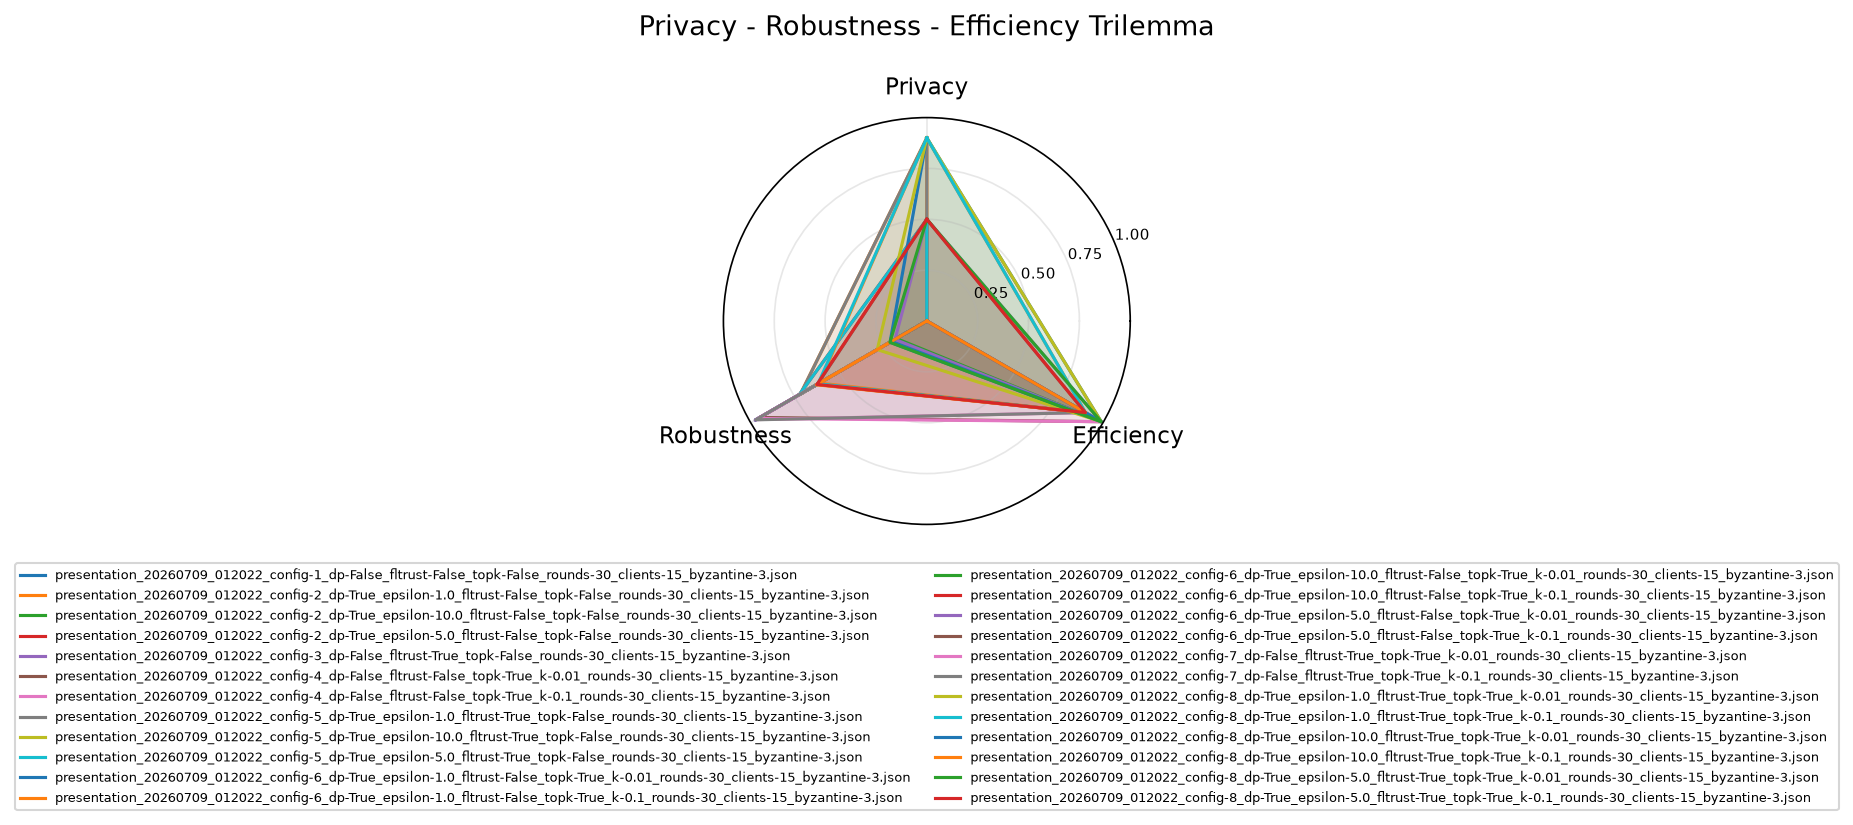 Privacy - Robustness - Efficiency Trilemma
Privacy
1.00
0.75
0.50
0.25
Robustness
Efficiency
presentation_20260709_012022_config-1_dp-False_fltrust-False_topk-False_rounds-30_clients-15_byzantine-3.json
presentation_20260709_012022_config-2_dp-True_epsilon-1.0_fltrust-False_topk-False_rounds-30_clients-15_byzantine-3.json
presentation_20260709_012022_config-2_dp-True_epsilon-10.0_fltrust-False_topk-False_rounds-30_clients-15_byzantine-3.json
presentation_20260709_012022_config-2_dp-True_epsilon-5.0_fltrust-False_topk-False_rounds-30_clients-15_byzantine-3.json
presentation_20260709_012022_config-3_dp-False_fltrust-True_topk-False_rounds-30_clients-15_byzantine-3.json
presentation_20260709_012022_config-4_dp-False_fltrust-False_topk-True_k-0.01_rounds-30_clients-15_byzantine-3.json
presentation_20260709_012022_config-4_dp-False_fltrust-False_topk-True_k-0.1_rounds-30_clients-15_byzantine-3.json
presentation_20260709_012022_config-5_dp-True_epsilon-1.0_fltrust-True_topk-False_rounds-30_clients-15_byzantine-3.json
presentation_20260709_012022_config-5_dp-True_epsilon-10.0_fltrust-True_topk-False_rounds-30_clients-15_byzantine-3.json
presentation_20260709_012022_config-5_dp-True_epsilon-5.0_fltrust-True_topk-False_rounds-30_clients-15_byzantine-3.json
presentation_20260709_012022_config-6_dp-True_epsilon-1.0_fltrust-False_topk-True_k-0.01_rounds-30_clients-15_byzantine-3.json
presentation_20260709_012022_config-6_dp-True_epsilon-1.0_fltrust-False_topk-True_k-0.1_rounds-30_clients-15_byzantine-3.json
presentation_20260709_012022_config-6_dp-True_epsilon-10.0_fltrust-False_topk-True_k-0.01_rounds-30_clients-15_byzantine-3.json
presentation_20260709_012022_config-6_dp-True_epsilon-10.0_fltrust-False_topk-True_k-0.1_rounds-30_clients-15_byzantine-3.json
presentation_20260709_012022_config-6_dp-True_epsilon-5.0_fltrust-False_topk-True_k-0.01_rounds-30_clients-15_byzantine-3.json
presentation_20260709_012022_config-6_dp-True_epsilon-5.0_fltrust-False_topk-True_k-0.1_rounds-30_clients-15_byzantine-3.json
presentation_20260709_012022_config-7_dp-False_fltrust-True_topk-True_k-0.01_rounds-30_clients-15_byzantine-3.json
presentation_20260709_012022_config-7_dp-False_fltrust-True_topk-True_k-0.1_rounds-30_clients-15_byzantine-3.json
presentation_20260709_012022_config-8_dp-True_epsilon-1.0_fltrust-True_topk-True_k-0.01_rounds-30_clients-15_byzantine-3.json
presentation_20260709_012022_config-8_dp-True_epsilon-1.0_fltrust-True_topk-True_k-0.1_rounds-30_clients-15_byzantine-3.json
presentation_20260709_012022_config-8_dp-True_epsilon-10.0_fltrust-True_topk-True_k-0.01_rounds-30_clients-15_byzantine-3.json
presentation_20260709_012022_config-8_dp-True_epsilon-10.0_fltrust-True_topk-True_k-0.1_rounds-30_clients-15_byzantine-3.json
presentation_20260709_012022_config-8_dp-True_epsilon-5.0_fltrust-True_topk-True_k-0.01_rounds-30_clients-15_byzantine-3.json
presentation_20260709_012022_config-8_dp-True_epsilon-5.0_fltrust-True_topk-True_k-0.1_rounds-30_clients-15_byzantine-3.json